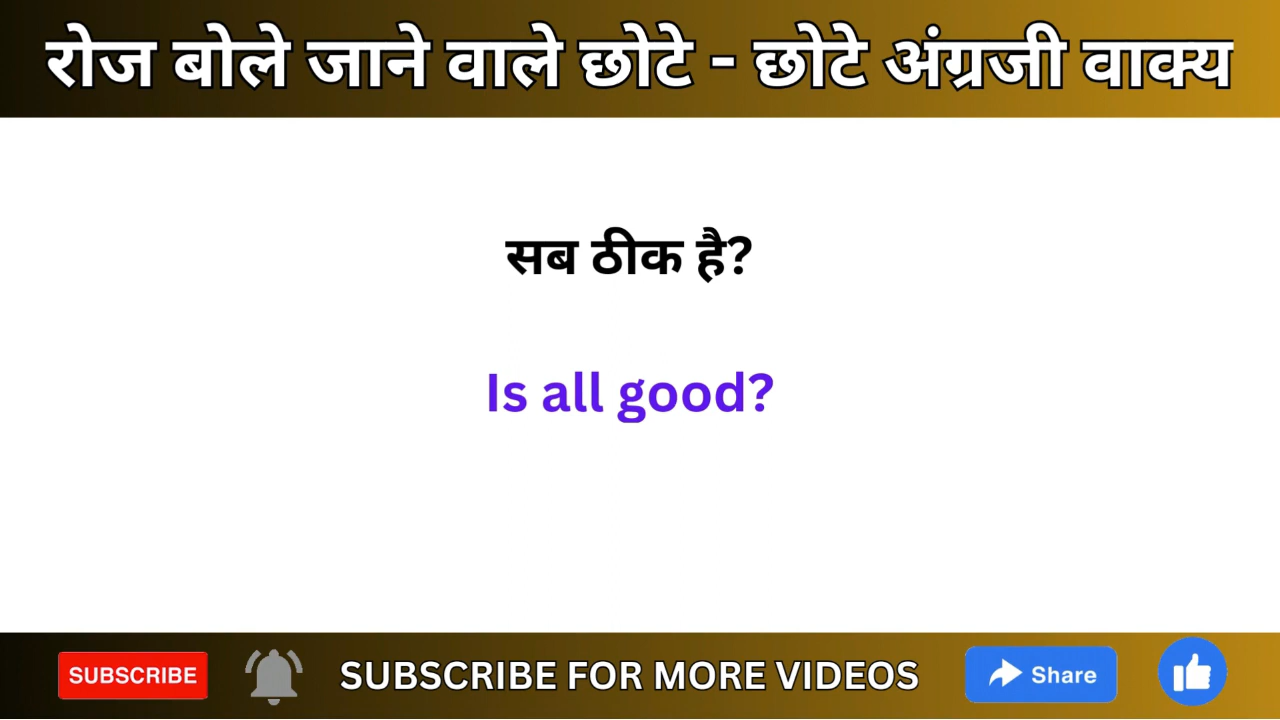 रोज बोले जाने वाले छोटे - छोटे अंग्रजी वाक्य
सब ठीक है?
Is all good?
SUBSCRIBE
SUBSCRIBE FOR MORE VIDEOS
Share